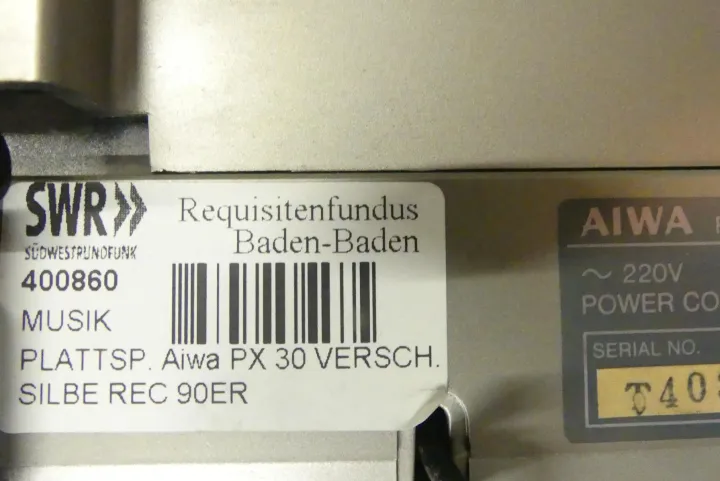 SWR»
SÜDWESTRUNDFUNK
Requisitenfundus
Baden-Baden
400860
MUSIK
PLATTSP. Aiwa PX 30 VERSCH.
SILBE REC 90ER
AIWA
~ 220V
POWER CO
SERIAL NO.